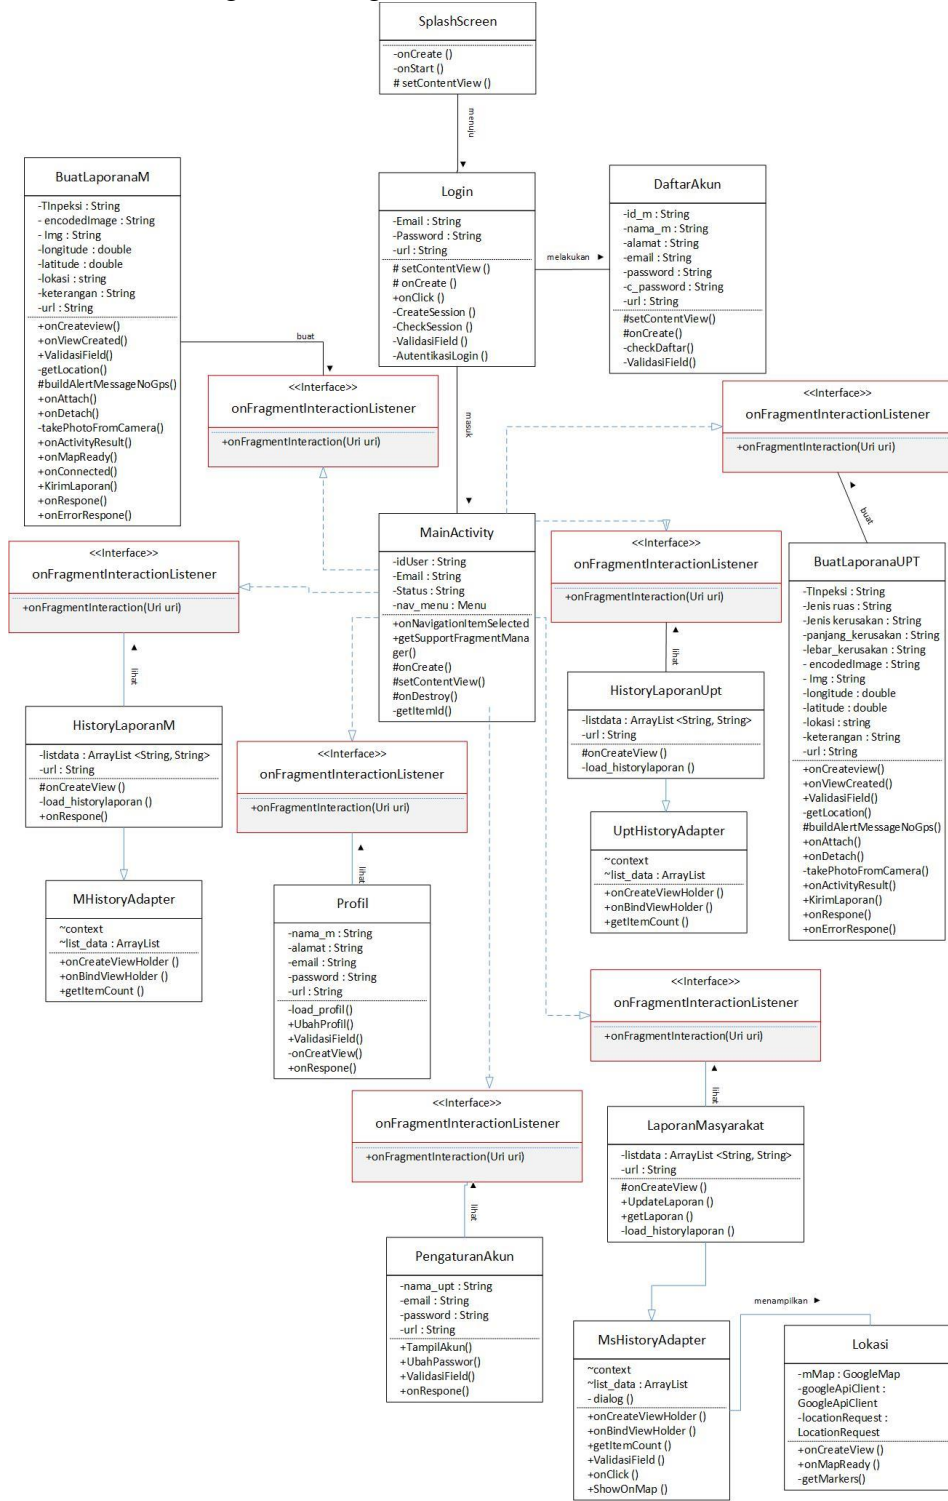 SplashScreen
-onCreate ()
-onStart ()
# setContentView ()
menuju
BuatLaporanaM
-TInpeksi : String
- encodedImage : String
- Img : String
-longitude : double
-latitude : double
-lokasi : string
-keterangan : String
-url : String
+onCreateview()
+onViewCreated()
+ValidasiField()
-getLocation()
#buildAlertMessageNoGps()
+onAttach()
+onDetach()
-takePhotoFromCamera()
+onActivityResult()
+onMapReady()
+onConnected()
+KirimLaporan()
+onRespone()
+onErrorRespone()
Login
-Email : String
-Password : String
-url : String
# setContentView ()
# onCreate ()
+onClick ()
-CreateSession ()
-CheckSession ()
-ValidasiField ()
-AutentikasiLogin ()
melakukan
DaftarAkun
-id_m : String
-nama_m : String
-alamat : String
-email : String
-password : String
-c_password : String
-url : String
#setContentView()
#onCreate()
-checkDaftar()
-ValidasiField()
buat
<<Interface>>
onFragmentInteractionListener
+onFragmentInteraction(Uri uri)
masuk
<<Interface>>
onFragmentInteractionListener
+onFragmentInteraction(Uri uri)
buat
MainActivity
-idUser : String
-Email : String
-Status : String
-nav_menu : Menu
+onNavigationItemSelected
+getSupportFragmentMana
ger()
#onCreate()
#setContentView()
#onDestroy()
-getItemId()
<<Interface>>
onFragmentInteractionListener
+onFragmentInteraction(Uri uri)
lihat
<<Interface>>
onFragmentInteractionListener
+onFragmentInteraction(Uri uri)
lihat
BuatLaporanaUPT
-TInpeksi : String
-Jenis ruas : String
-Jenis kerusakan : String
-panjang_kerusakan : String
-lebar_kerusakan : String
- encodedImage : String
- Img : String
-longitude : double
-latitude : double
-lokasi : string
-keterangan : String
-url : String
+onCreateview()
+onViewCreated()
+ValidasiField()
-getLocation()
#buildAlertMessageNoGps()
+onAttach()
+onDetach()
-takePhotoFromCamera()
+onActivityResult()
+KirimLaporan()
+onRespone()
+onErrorRespone()
HistoryLaporanM
-listdata : ArrayList <String, String>
-url : String
#onCreateView ()
-load_historylaporan ()
+onRespone()
HistoryLaporanUpt
-listdata : ArrayList <String, String>
-url : String
#onCreateView ()
-load_historylaporan ()
<<Interface>>
onFragmentInteractionListener
+onFragmentInteraction(Uri uri)
lihat
UptHistoryAdapter
~context
~list_data : ArrayList
+onCreateViewHolder ()
+onBindViewHolder ()
+getItemCount ()
MHistoryAdapter
~context
~list_data : ArrayList
+onCreateViewHolder ()
+onBindViewHolder ()
+getItemCount ()
Profil
-nama_m : String
-alamat : String
-email : String
-password : String
-url : String
-load_profil()
+UbahProfil()
+ValidasiField()
-onCreatView()
+onRespone()
<<Interface>>
onFragmentInteractionListener
+onFragmentInteraction(Uri uri)
lihat
<<Interface>>
onFragmentInteractionListener
+onFragmentInteraction(Uri uri)
lihat
LaporanMasyarakat
-listdata : ArrayList <String, String>
-url : String
#onCreateView ()
+UpdateLaporan ()
+getLaporan ()
-load_historylaporan ()
PengaturanAkun
-nama_upt : String
-email : String
-password : String
-url : String
+TampilAkun()
+UbahPasswor()
+ValidasiField()
+onRespone()
menampilkan
MsHistoryAdapter
~context
~list_data : ArrayList
- dialog ()
+onCreateViewHolder ()
+onBindViewHolder ()
+getItemCount ()
+ValidasiField ()
+onClick ()
+ShowOnMap ()
Lokasi
-mMap : GoogleMap
-googleApiClient :
GoogleApiClient
-locationRequest :
LocationRequest
+onCreateView ()
+onMapReady ()
-getMarkers()